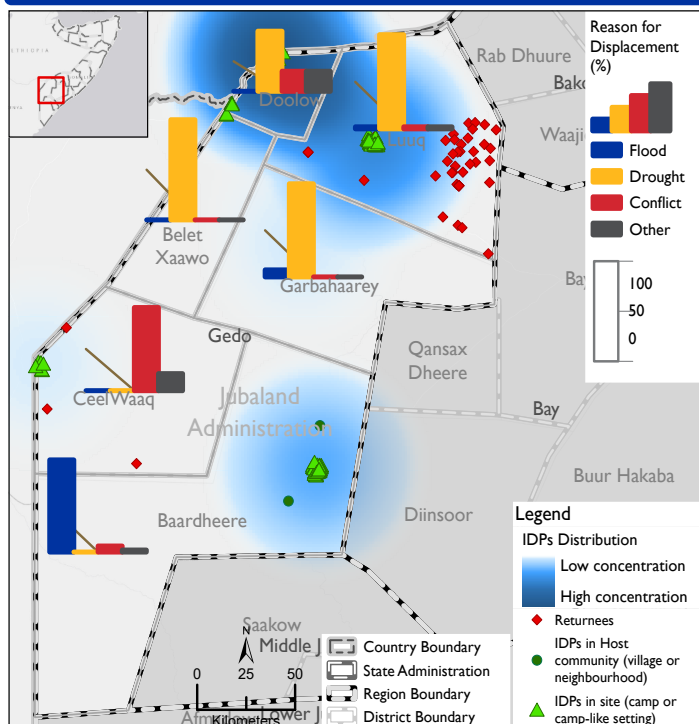 ETHIOPIA
Reason for
Displacement
(%)
Flood
Drought
Conflict
Other
100
50
0
Rab Dhuure
Waaji
Doolow
Luuq
Belet
Xaawo
Garbahaarey
Gedo
CeelWaaq
Jubaland
Administration
Qansax
Dheere
Bay
Bay
Buur Hakaba
Baardheere
Diinsoor
Saakow
Middle J
Lower J
N
0 25 50
Kilometers
Country Boundary
State Administration
Region Boundary
District Boundary
Legend
IDPs Distribution
Low concentration
High concentration
Returnees
IDPs in Host
community (village or
neighbourhood)
IDPs in site (camp or
camp-like setting)